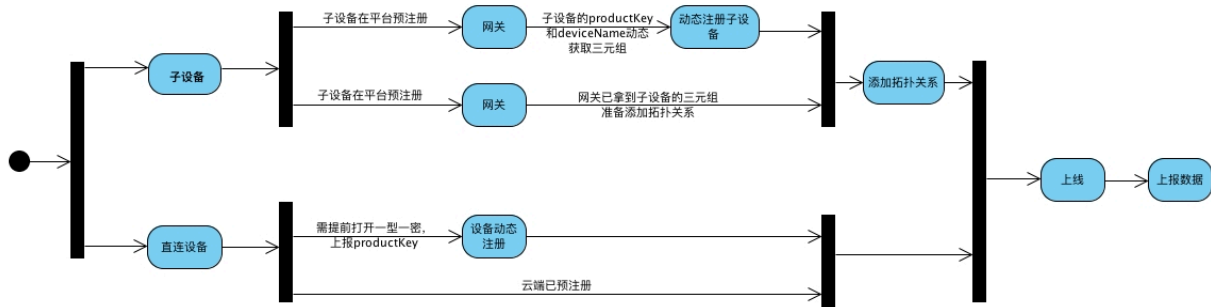 子设备
子设备在平台预注册
网关
子设备的productKey
和deviceName动态
获取三元组
动态注册子设
备
子设备在平台预注册
网关
网关已拿到子设备的三元组
准备添加拓扑关系
添加拓扑关系
直连设备
需提前打开一型一密，
上报productKey
设备动态
注册
云端已预注册
上线
上报数据